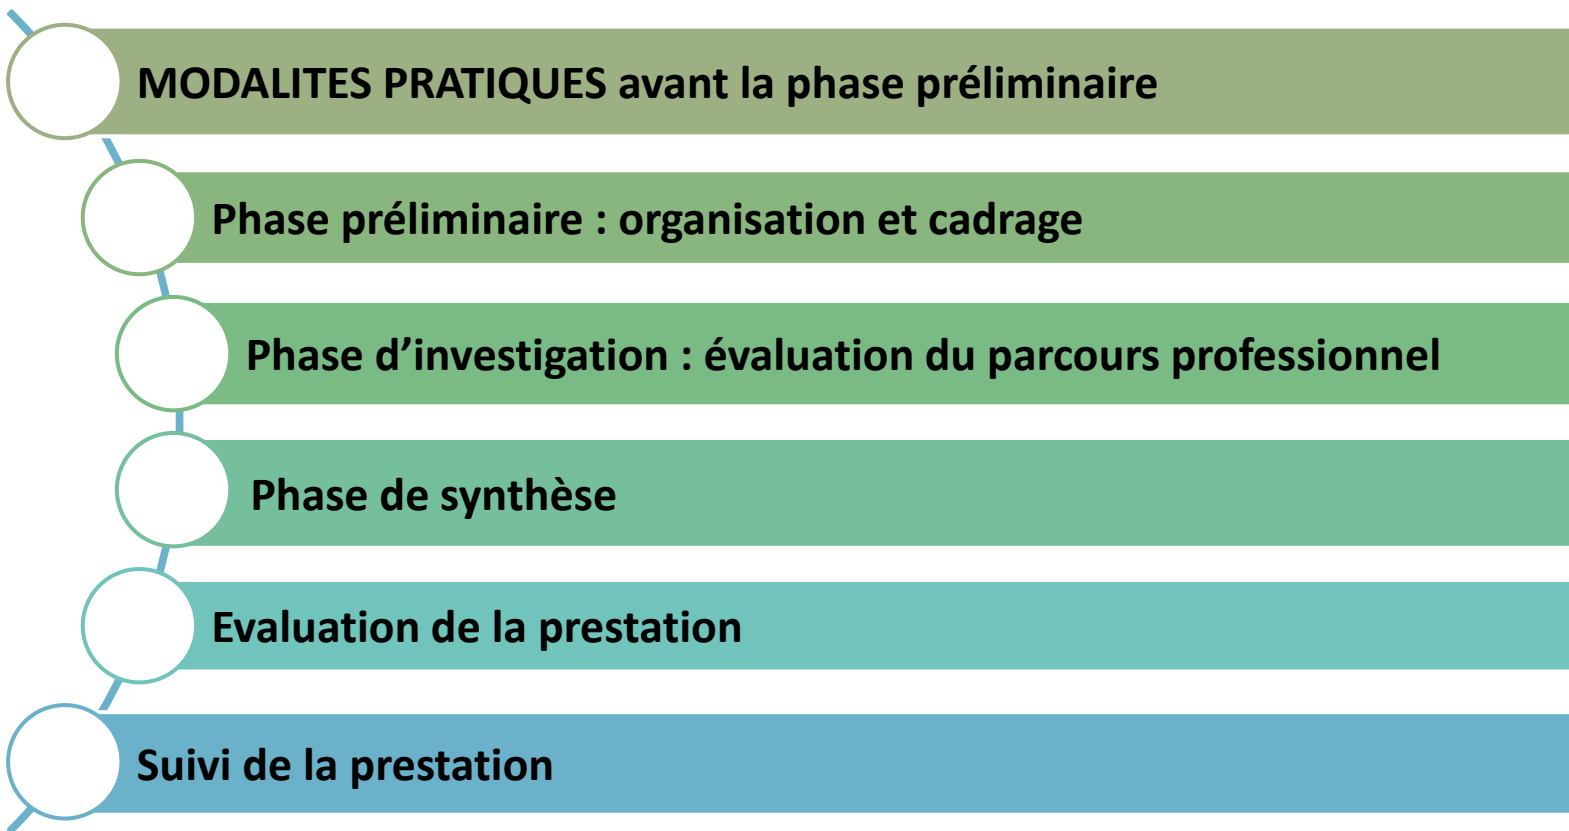 MODALITES PRATIQUES avant la phase préliminaire
Phase préliminaire : organisation et cadrage
Phase d’investigation : évaluation du parcours professionnel
Phase de synthèse
Evaluation de la prestation
Suivi de la prestation